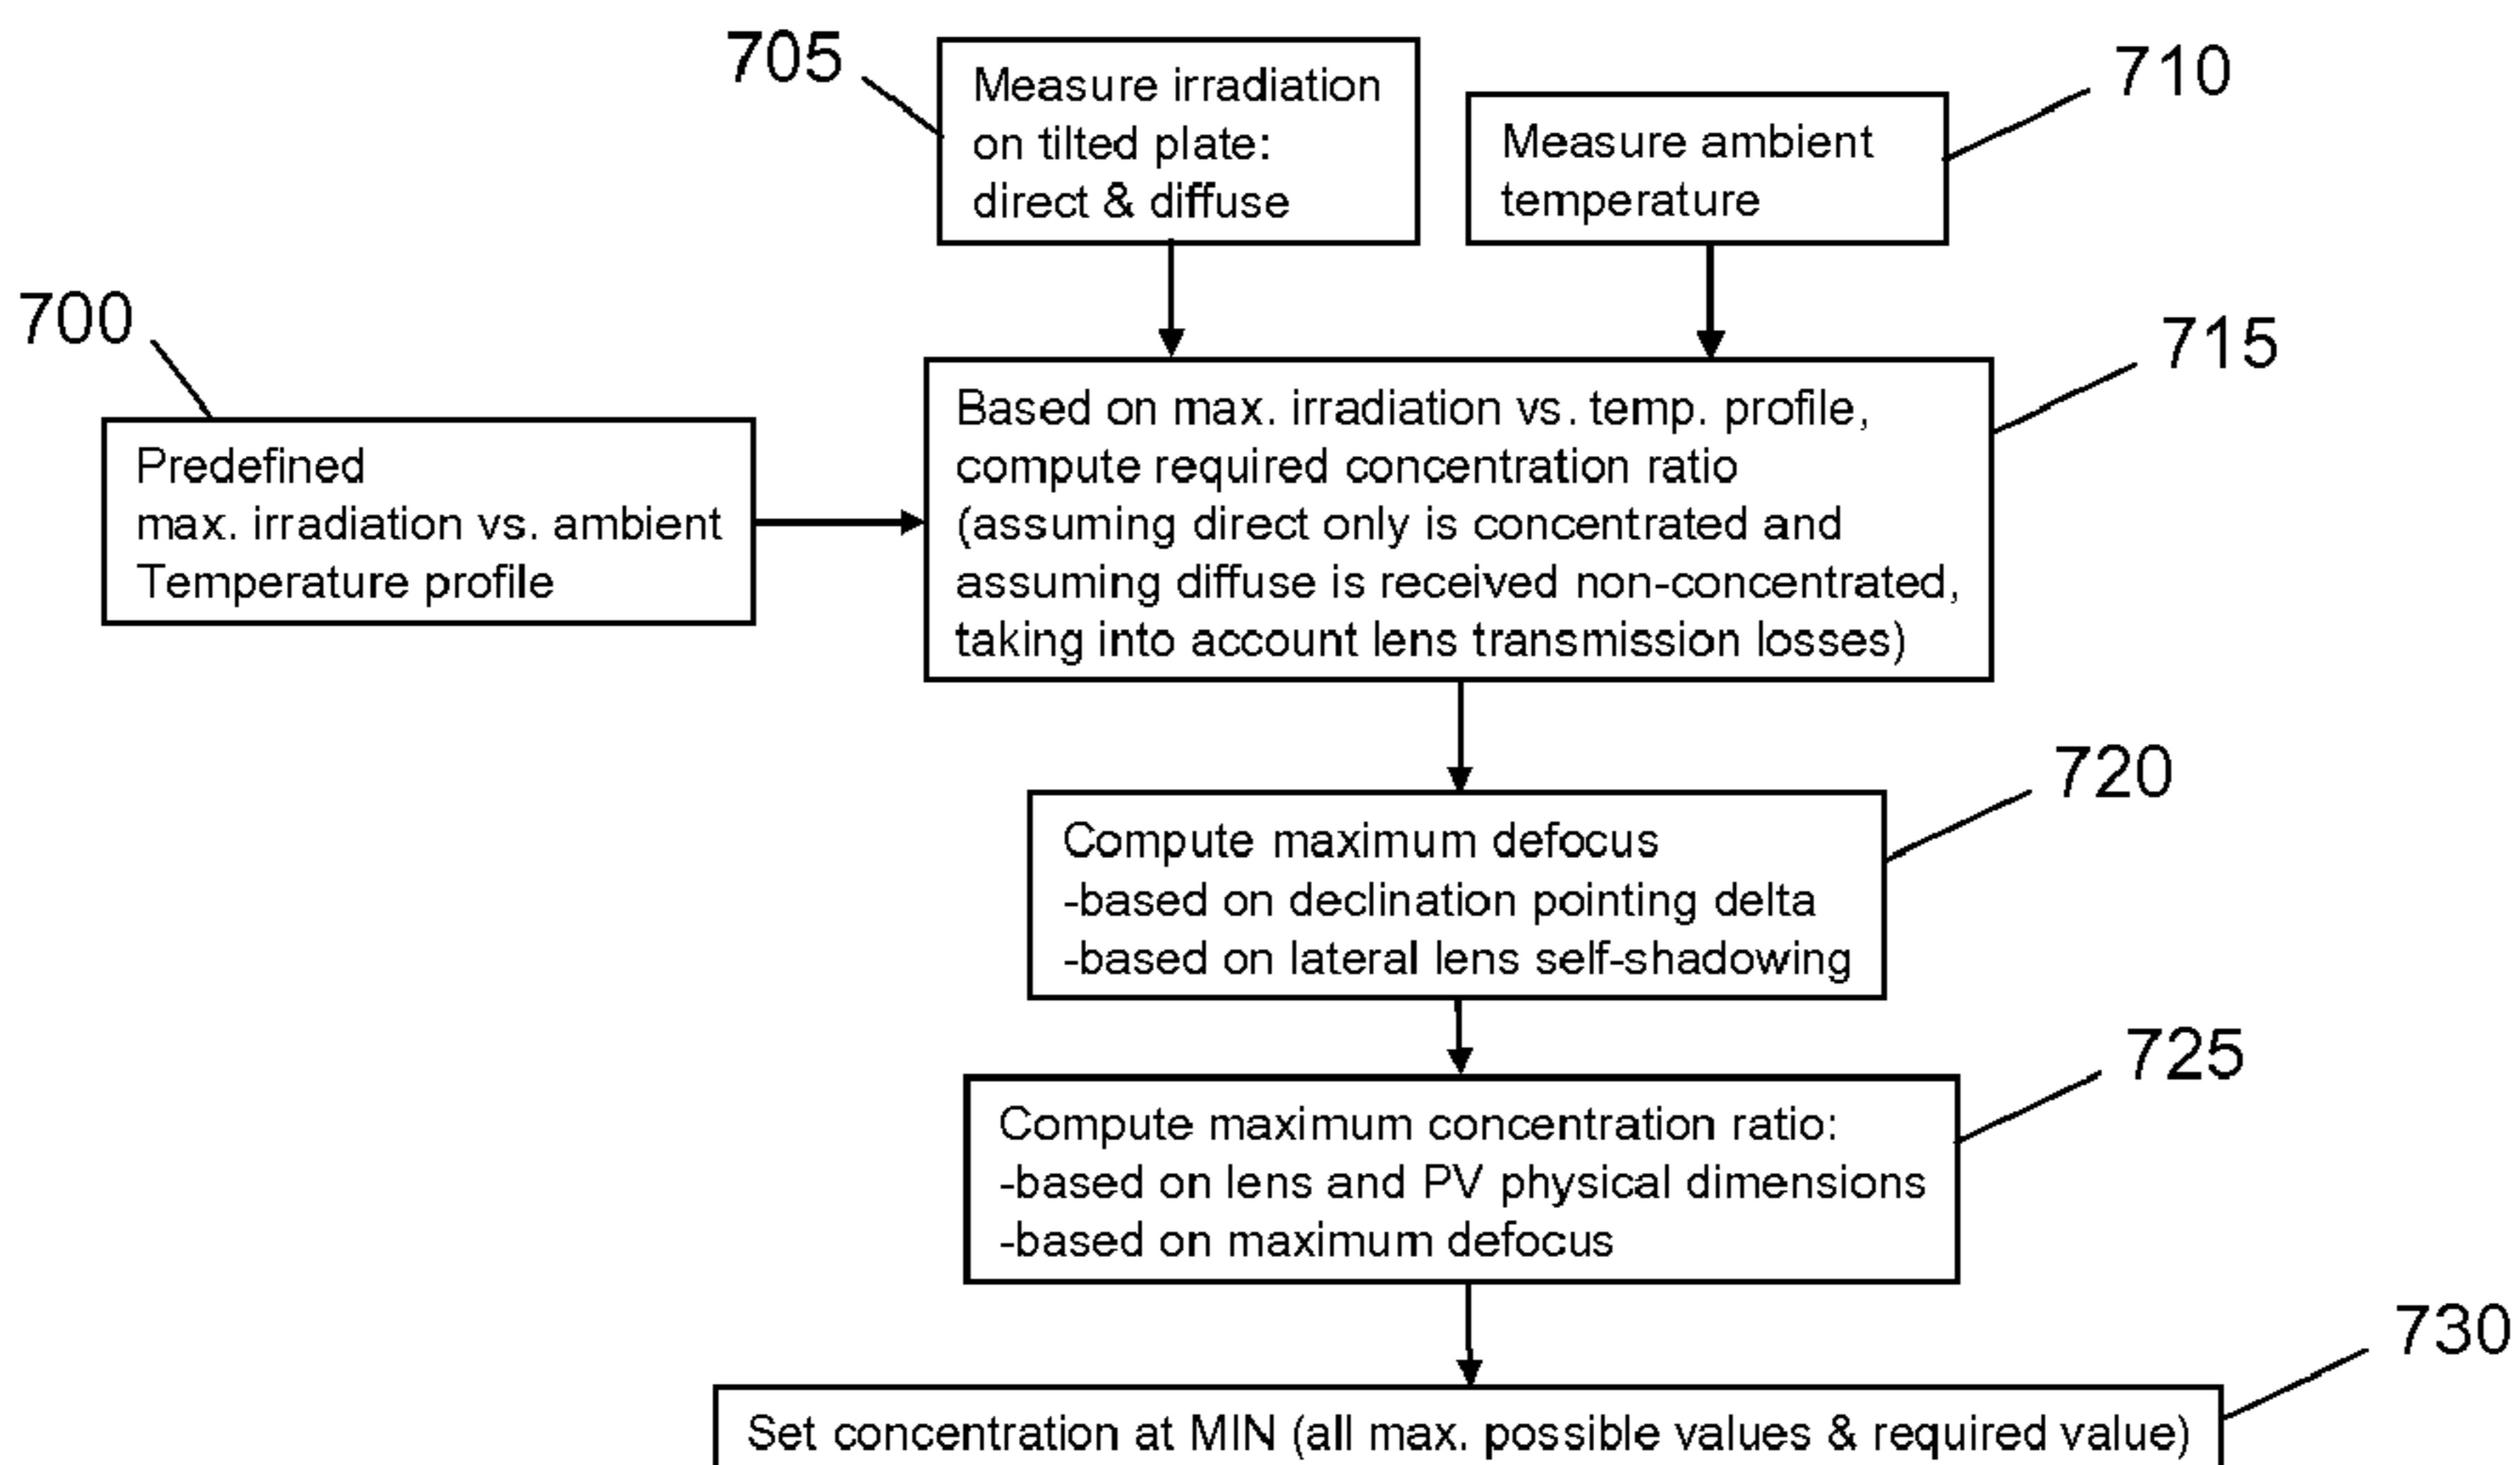 705
Measure irradiation
on tilted plate:
direct & diffuse
710
Measure ambient
temperature
700
Predefined
max. irradiation vs. ambient
Temperature profile
715
Based on max. irradiation vs. temp. profile,
compute required concentration ratio
(assuming direct only is concentrated and
assuming diffuse is received non-concentrated,
taking into account lens transmission losses)
720
Compute maximum defocus
-based on declination pointing delta
-based on lateral lens self-shadowing
725
Compute maximum concentration ratio:
-based on lens and PV physical dimensions
-based on maximum defocus
730
Set concentration at MIN (all max. possible values & required value)